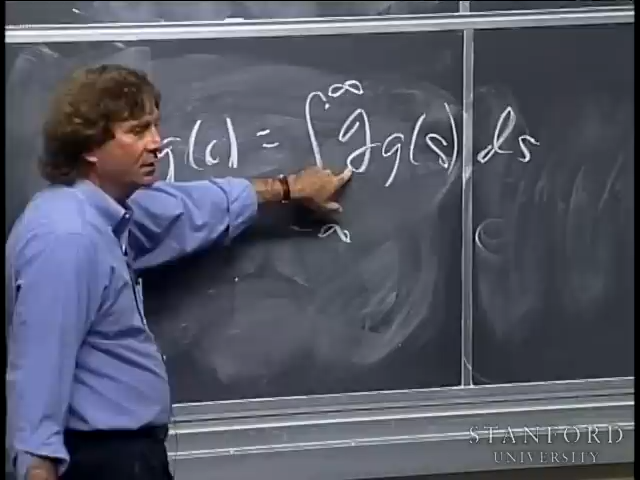 g(c) = ∫_{-∞}^{∞} g g(s) ds
STANFORD
UNIVERSITY